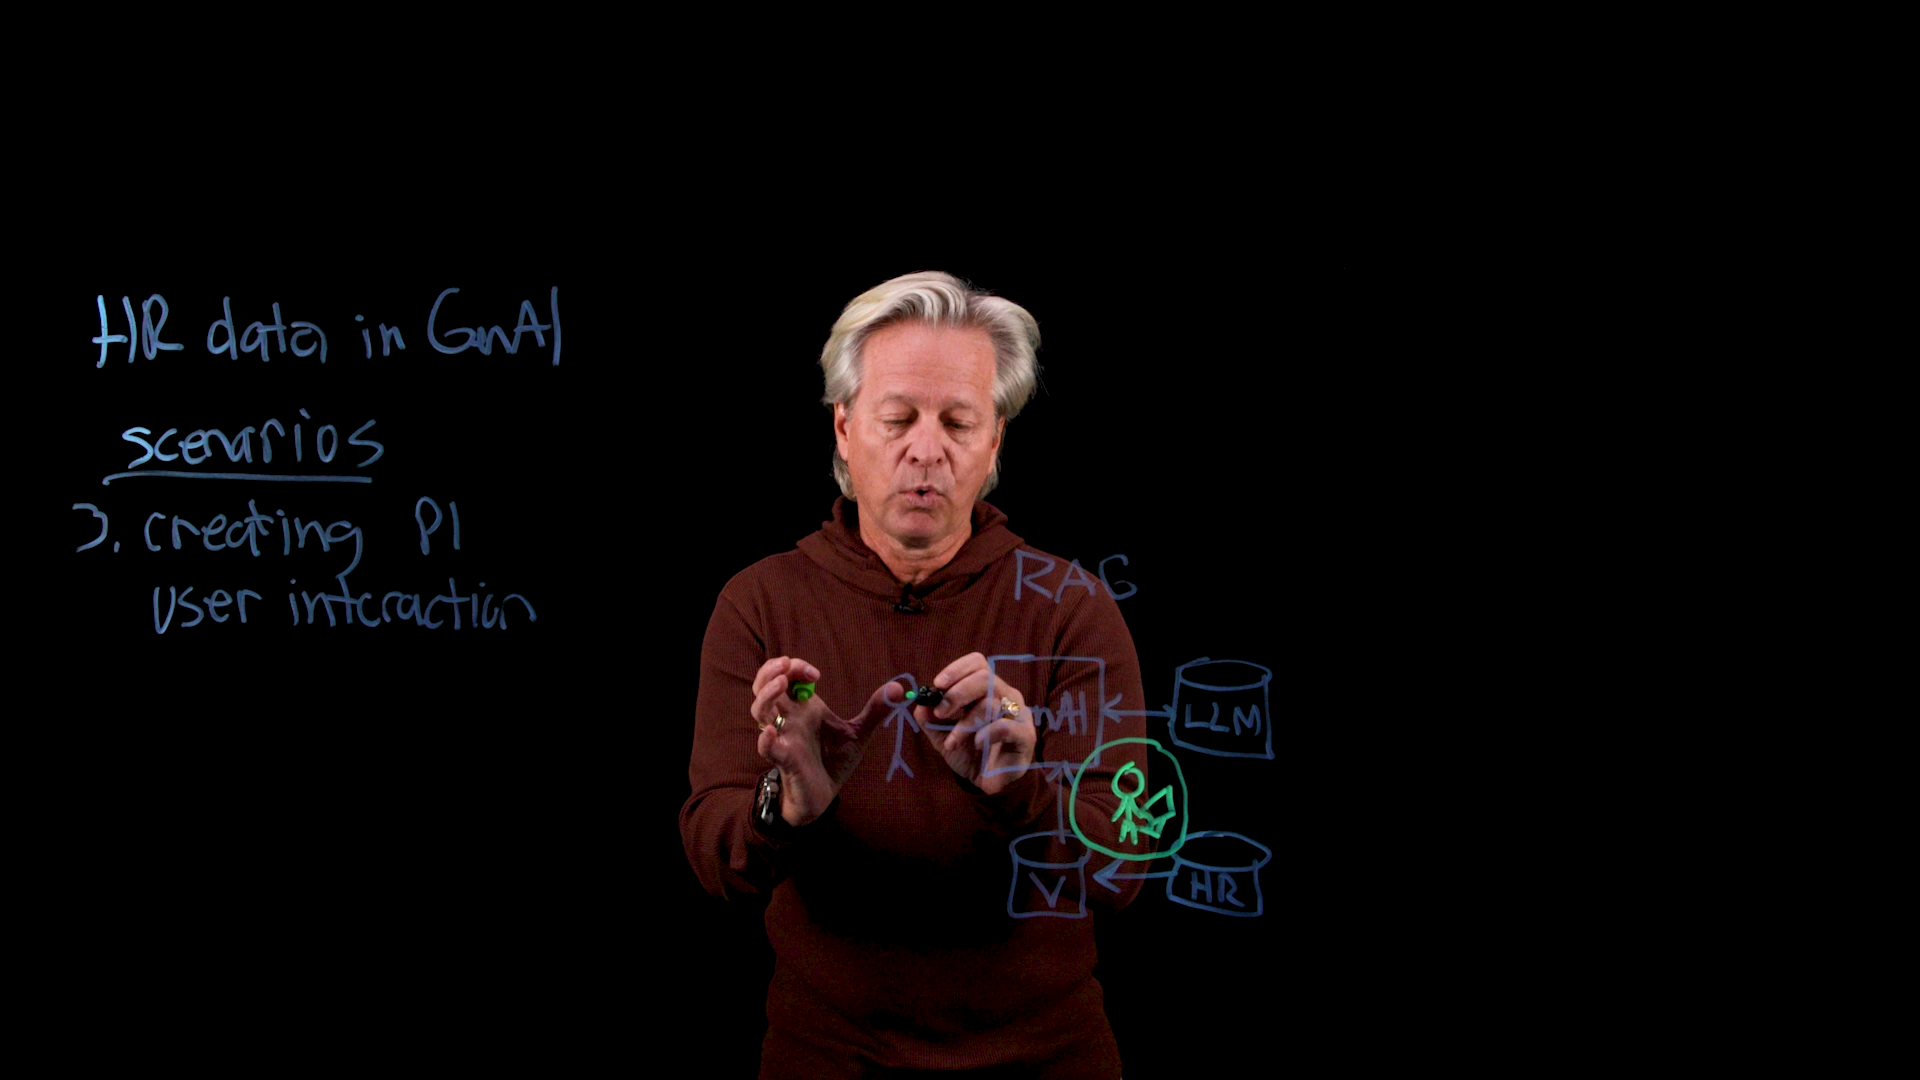 HR data in GenAI
scenarios
3. creating PI
user interaction
RAG
GenAI
LLM
V
HR